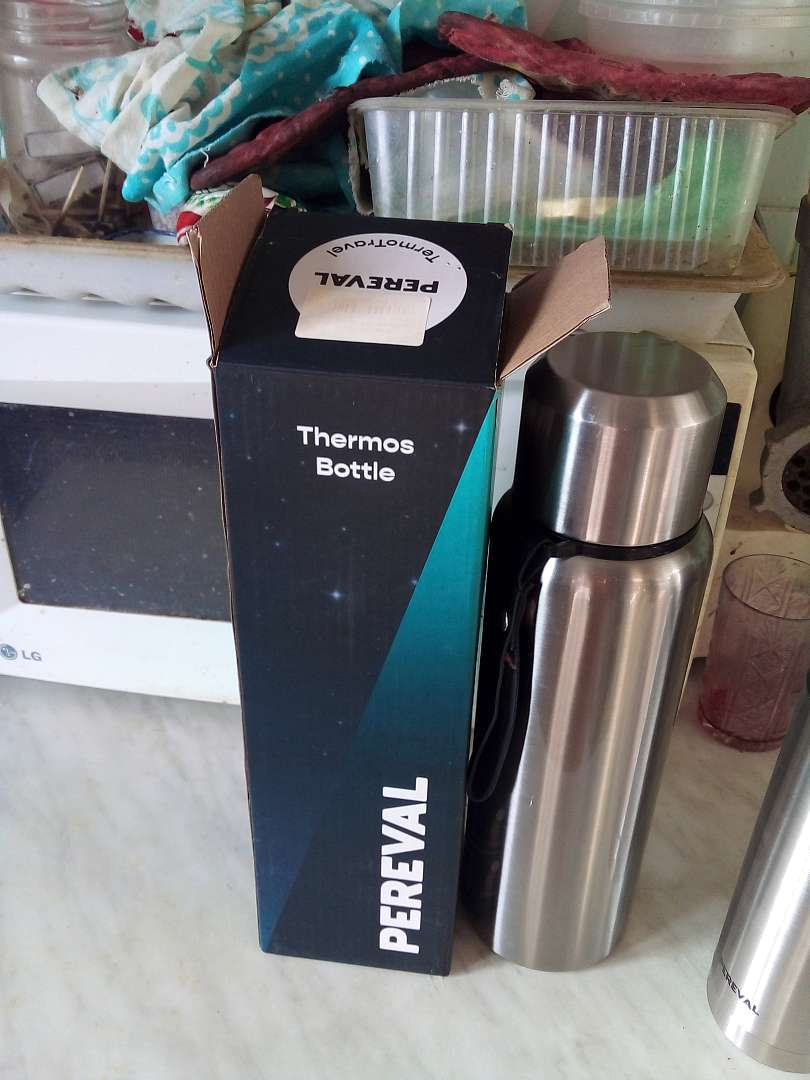 TermoTravel
PEREVAL
Thermos
Bottle
PEREVAL
LG
PEREVAL